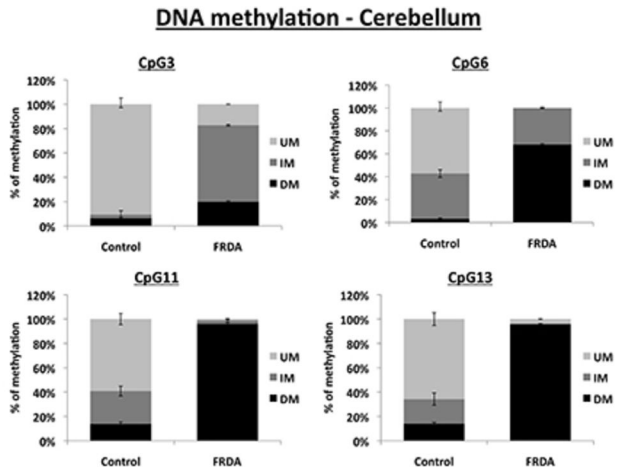 DNA methylation - Cerebellum
CpG3
% of methylation
120%
100%
80%
60%
40%
20%
0%
Control
FRDA
UM
IM
DM
CpG6
% of methylation
120%
100%
80%
60%
40%
20%
0%
Control
FRDA
UM
IM
DM
CpG11
% of methylation
120%
100%
80%
60%
40%
20%
0%
Control
FRDA
UM
IM
DM
CpG13
% of methylation
120%
100%
80%
60%
40%
20%
0%
Control
FRDA
UM
IM
DM